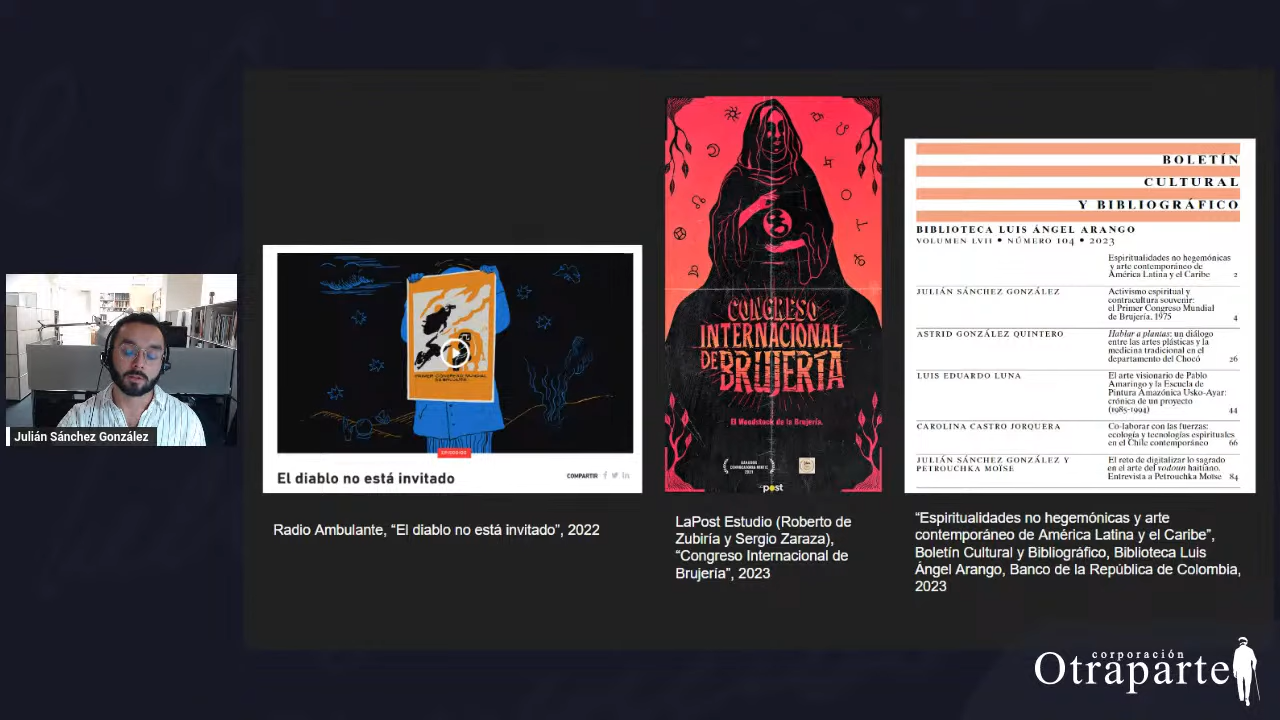 Julián Sánchez González
PRIMER CONGRESO MUNDIAL
DE BRUJERIA
El diablo no está invitado
COMPARTIR
Radio Ambulante, “El diablo no está invitado”, 2022
CONGRESO
INTERNACIONAL
DE BRUJERÍA
El Woodstock de la Brujería.
post
LaPost Estudio (Roberto de
Zubiría y Sergio Zaraza),
“Congreso Internacional de
Brujería”, 2023
BOLETÍN
CULTURAL
Y BIBLIOGRÁFICO
BIBLIOTECA LUIS ÁNGEL ARANGO
VOLUMEN LVII • NÚMERO 104 • 2023
Espiritualidades no hegemónicas
y arte contemporáneo de
América Latina y el Caribe 2
JULIÁN SÁNCHEZ GONZÁLEZ Activismo espiritual y
contracultura souvenir:
el Primer Congreso Mundial
de Brujería, 1975 4
ASTRID GONZÁLEZ QUINTERO Hablar a plantas: un diálogo
entre las artes plásticas y la
medicina tradicional en el
departamento del Chocó 26
LUIS EDUARDO LUNA El arte visionario de Pablo
Amaringo y la Escuela de
Pintura Amazónica Usko-Ayar:
crónica de un proyecto
(1985-1994) 44
CAROLINA CASTRO JORQUERA Co-laborar con las fuerzas:
ecología y tecnologías espirituales
en el Chile contemporáneo 66
JULIÁN SÁNCHEZ GONZÁLEZ Y El reto de digitalizar lo sagrado
PETROUCHKA MOÏSE en el arte del vodoun haitiano.
Entrevista a Petrouchka Moïse 84
“Espiritualidades no hegemónicas y arte
contemporáneo de América Latina y el Caribe”,
Boletín Cultural y Bibliográfico, Biblioteca Luis
Ángel Arango, Banco de la República de Colombia,
2023
corporación
Otraparte